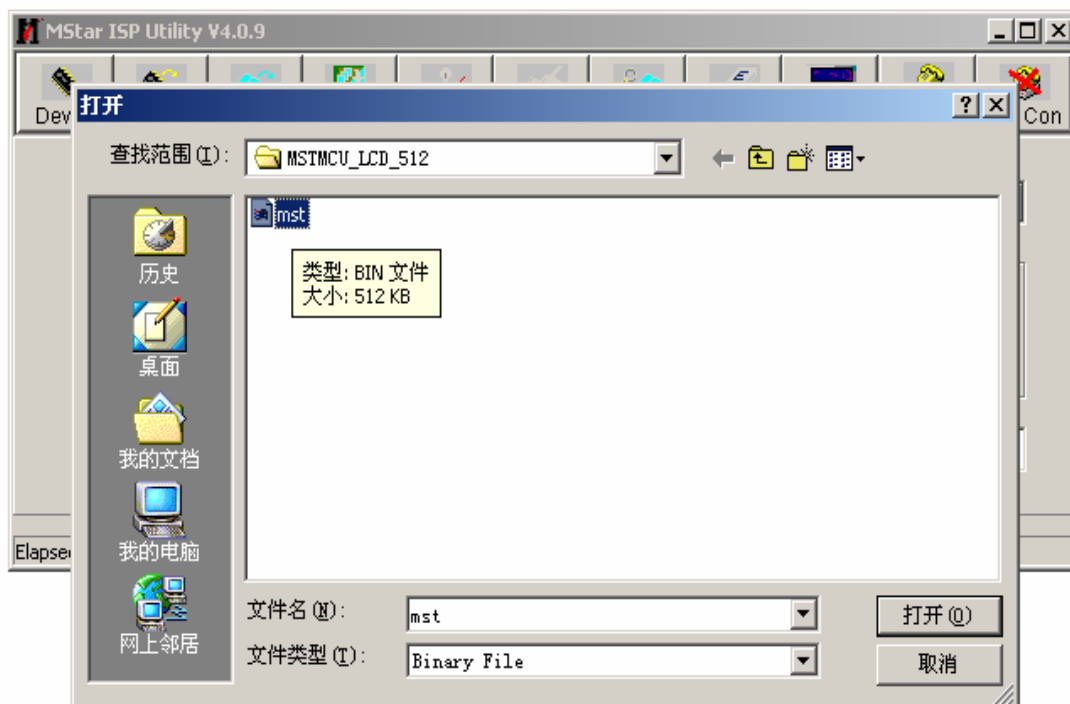 MStar ISP Utility V4.0.9
Dev
Con
打开
查找范围(I):
MSTMCU_LCD_512
mst
类型: BIN 文件
大小: 512 KB
历史
桌面
我的文档
我的电脑
网上邻居
Elapse
文件名(N):
mst
打开(O)
文件类型(T):
Binary File
取消